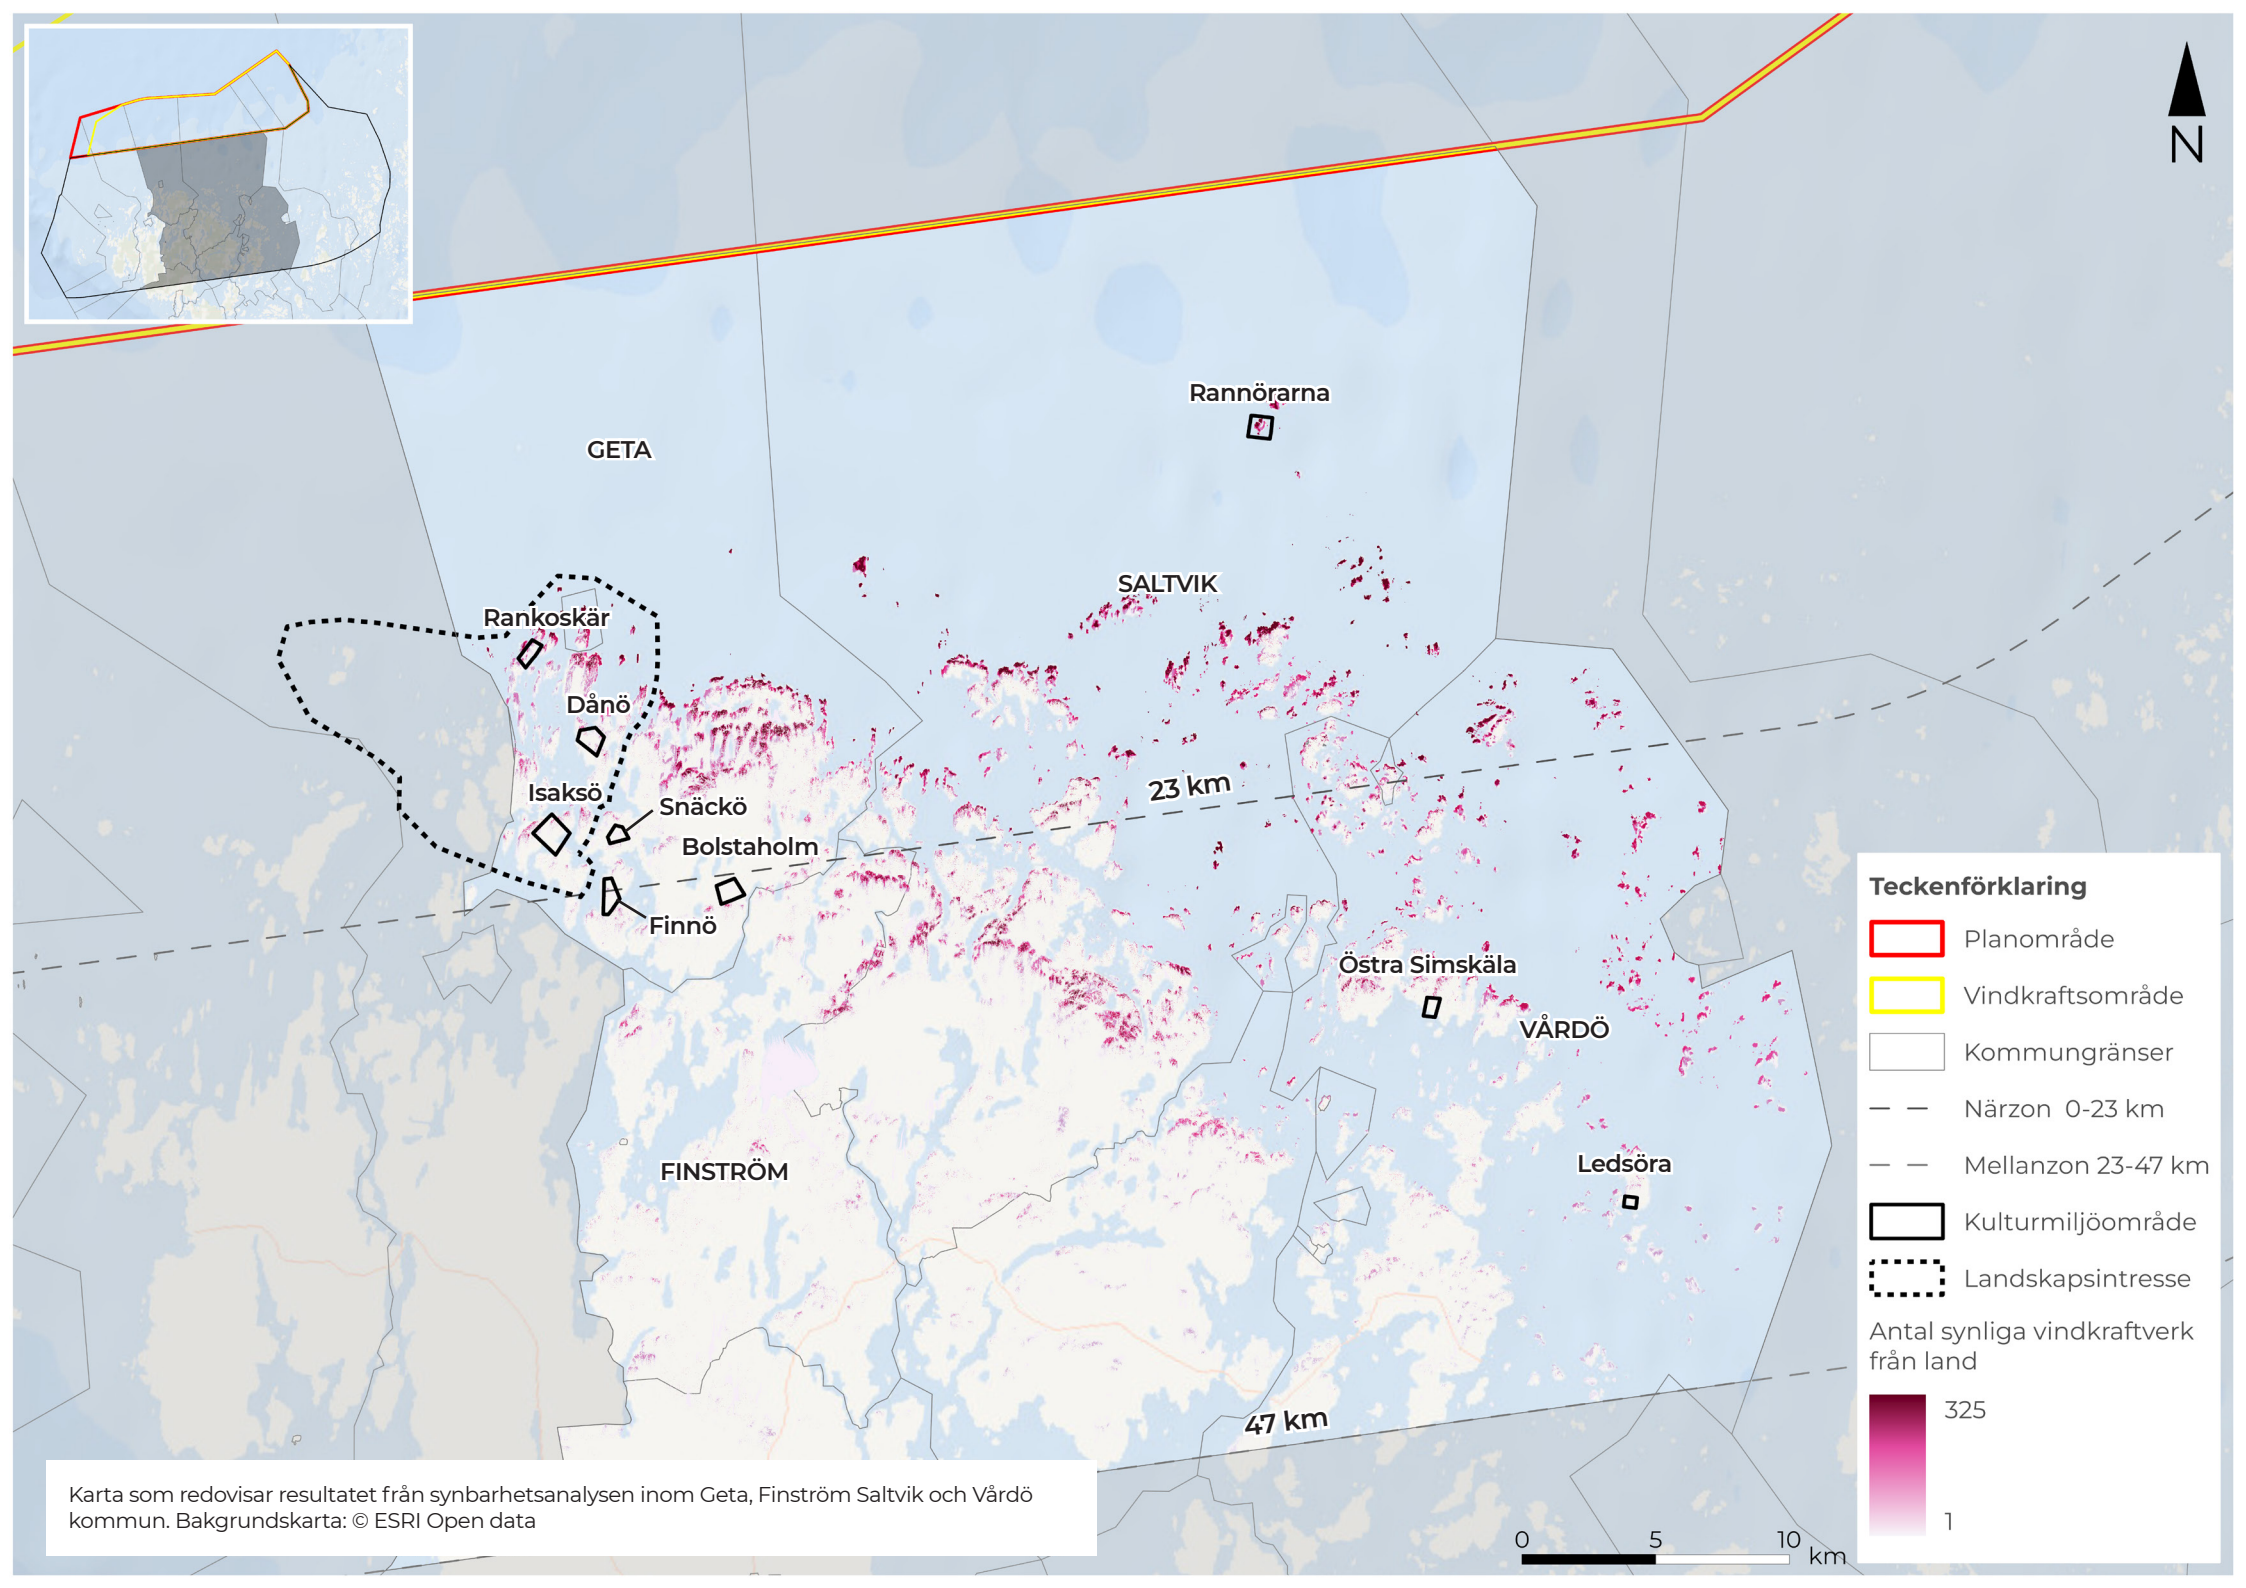 N
Rannörarna
GETA
SALTVIK
Rankoskär
Dånö
23 km
Isaksö
Snäckö
Bolstaholm
Finnö
Östra Simskäla
VÅRDÖ
FINSTRÖM
Ledsöra
47 km
Teckenförklaring
Planområde
Vindkraftsområde
Kommungränser
Närzon 0-23 km
Mellanzon 23-47 km
Kulturmiljöområde
Landskapsintresse
Antal synliga vindkraftverk
från land
325
1
Karta som redovisar resultatet från synbarhetsanalysen inom Geta, Finström Saltvik och Vårdö
kommun. Bakgrundskarta: © ESRI Open data
0 5 10
km